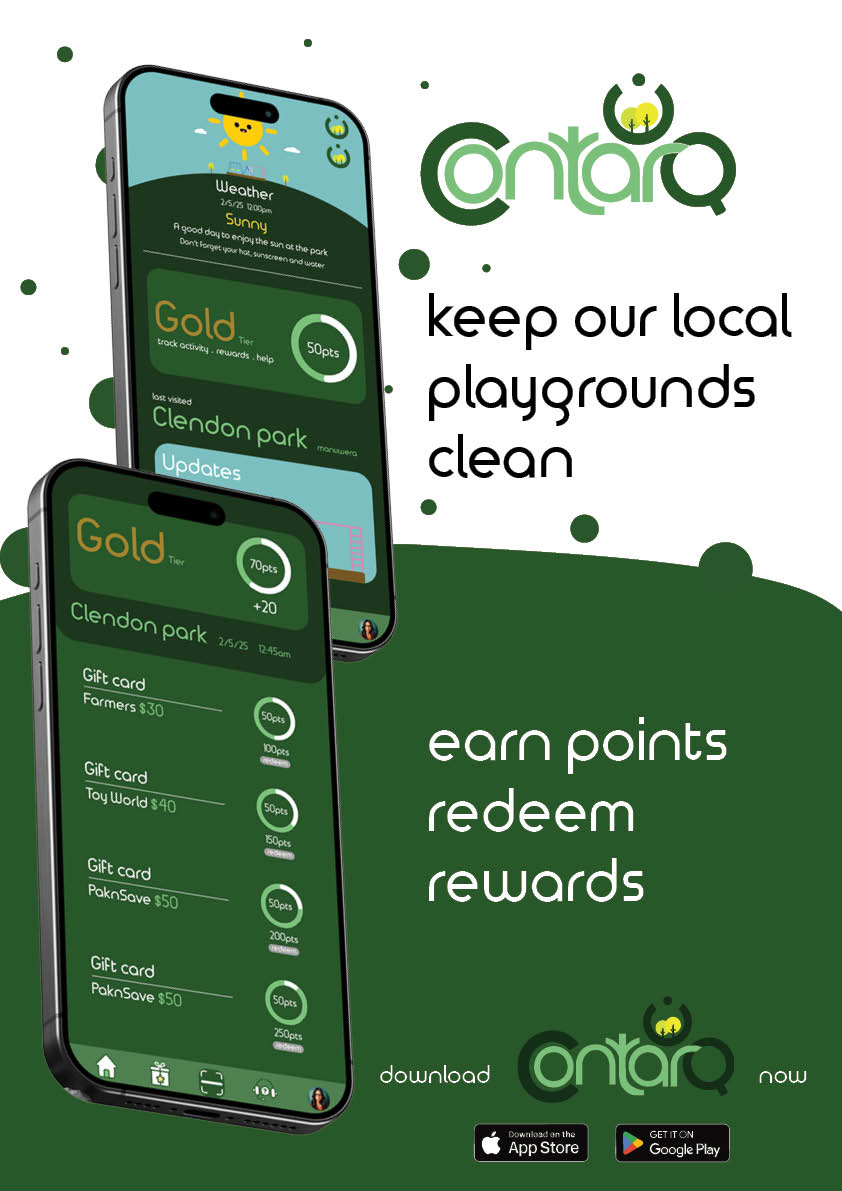 ContarQ
keep our local
playgrounds
clean
Weather
2/5/25 12:00pm
Sunny
A good day to enjoy the sun at the park
Don't forget your hat, sunscreen and water
Gold Tier
50pts
track activity . rewards . help
last visited
Clendon park manuwera
Updates
Gold Tier
70pts
+20
Clendon park 2/5/25 12:45am
Gift card
Farmers $30
50pts
100pts
redeem
Gift card
Toy World $40
50pts
150pts
redeem
Gift card
PaknSave $50
50pts
200pts
redeem
Gift card
PaknSave $50
50pts
250pts
redeem
earn points
redeem
rewards
download ContarQ now
Download on the
App Store
GET IT ON
Google Play